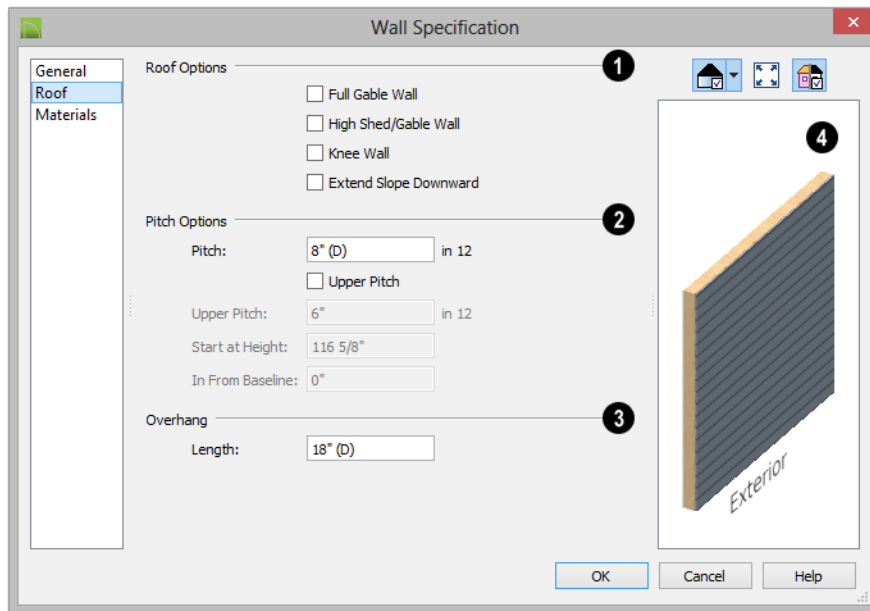 Wall Specification
General
Roof
Materials
Roof Options
1
Full Gable Wall
High Shed/Gable Wall
Knee Wall
Extend Slope Downward
Pitch Options
2
Pitch: 8" (D) in 12
Upper Pitch
Upper Pitch: 6" in 12
Start at Height: 116 5/8"
In From Baseline: 0"
Overhang
3
Length: 18" (D)
4
Exterior
OK
Cancel
Help